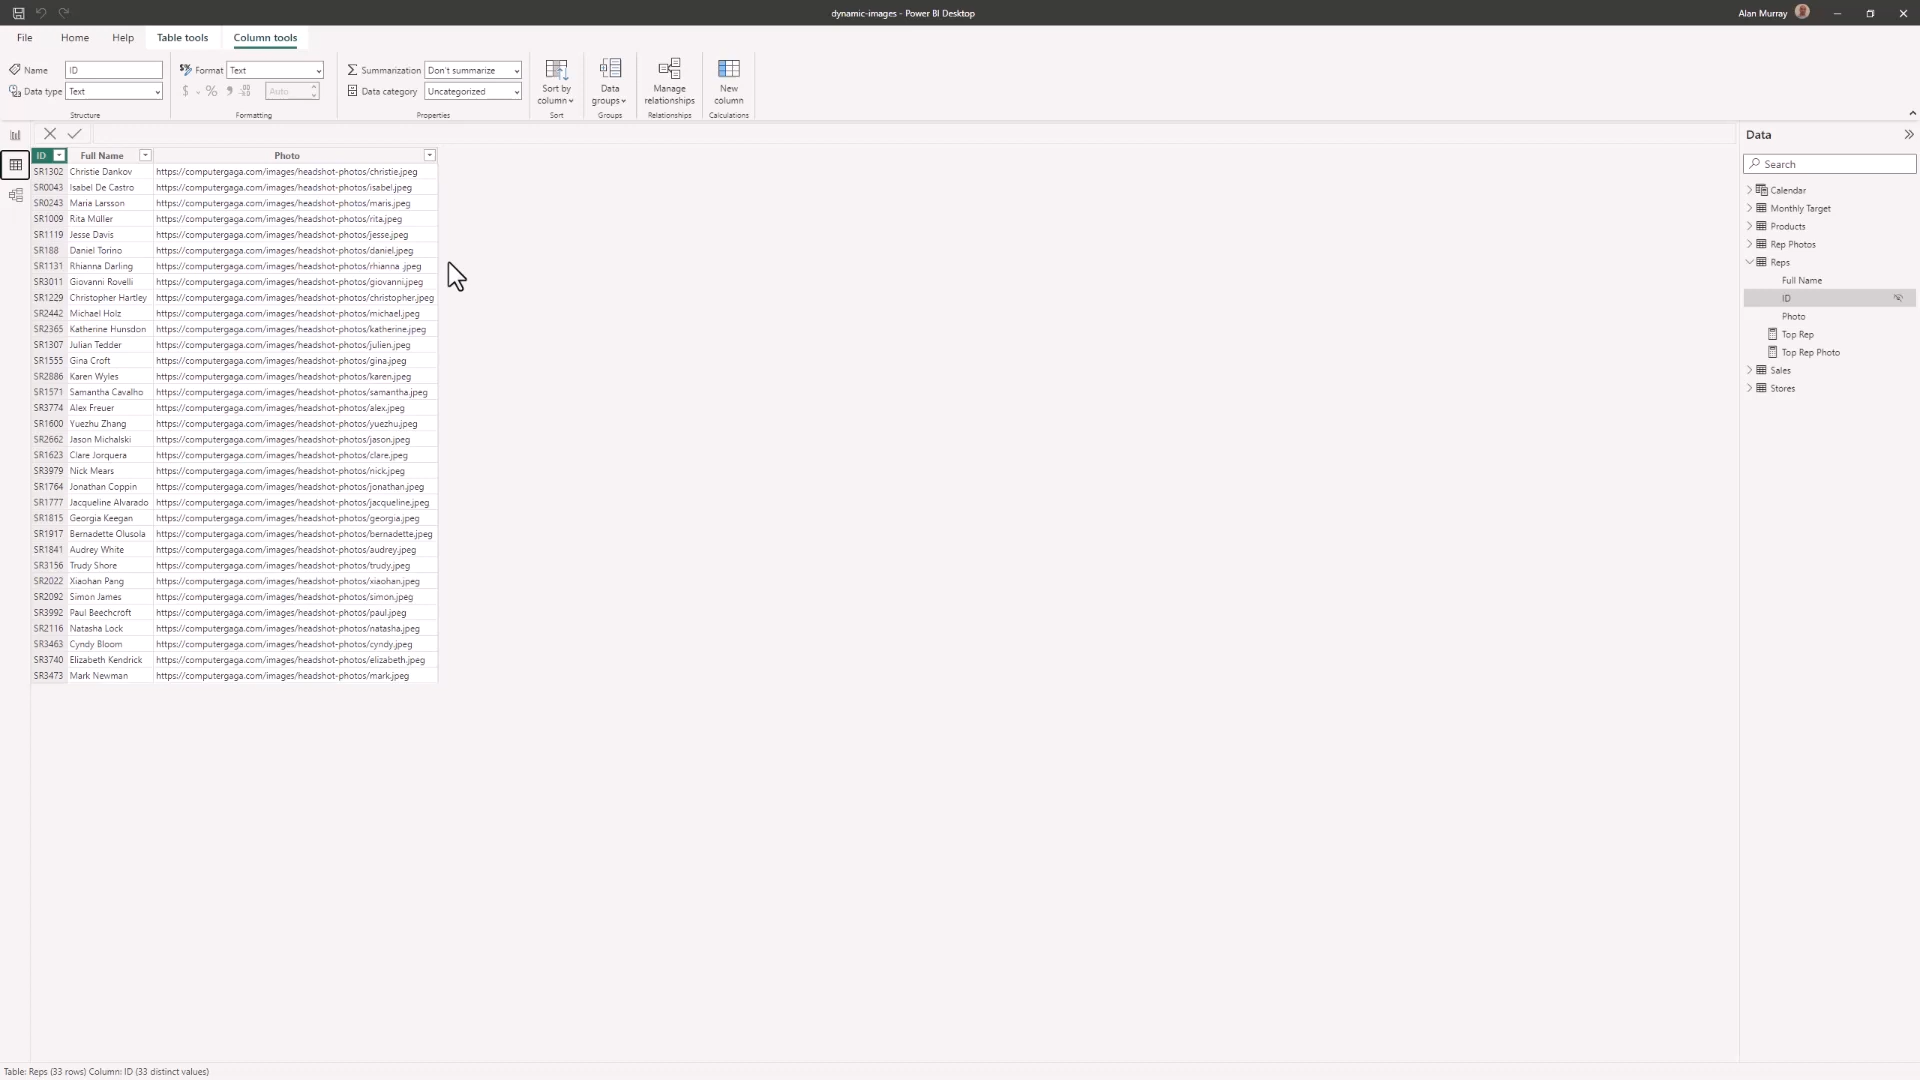 dynamic-images - Power BI Desktop
Alan Murray
File Home Help Table tools Column tools
Name ID
Format Text
Summarization Don't summarize
Data type Text
$ % Auto
Data category Uncategorized
Sort by column
Data groups
Manage relationships
New column
Structure Formatting Properties Sort Groups Relationships Calculations
Data
Search
ID Full Name Photo
SR1302 Christie Dankov https://computergaga.com/images/headshot-photos/christie.jpeg
SR0043 Isabel De Castro https://computergaga.com/images/headshot-photos/isabel.jpeg
SR0243 Maria Larsson https://computergaga.com/images/headshot-photos/maris.jpeg
SR1009 Rita Müller https://computergaga.com/images/headshot-photos/rita.jpeg
SR1119 Jesse Davis https://computergaga.com/images/headshot-photos/jesse.jpeg
SR188 Daniel Torino https://computergaga.com/images/headshot-photos/daniel.jpeg
SR1131 Rhianna Darling https://computergaga.com/images/headshot-photos/rhianna .jpeg
SR3011 Giovanni Rovelli https://computergaga.com/images/headshot-photos/giovanni.jpeg
SR1229 Christopher Hartley https://computergaga.com/images/headshot-photos/christopher.jpeg
SR2442 Michael Holz https://computergaga.com/images/headshot-photos/michael.jpeg
SR2365 Katherine Hunsdon https://computergaga.com/images/headshot-photos/katherine.jpeg
SR1307 Julian Tedder https://computergaga.com/images/headshot-photos/julien.jpeg
SR1555 Gina Croft https://computergaga.com/images/headshot-photos/gina.jpeg
SR2886 Karen Wyles https://computergaga.com/images/headshot-photos/karen.jpeg
SR1571 Samantha Cavalho https://computergaga.com/images/headshot-photos/samantha.jpeg
SR3774 Alex Freuer https://computergaga.com/images/headshot-photos/alex.jpeg
SR1600 Yuezhu Zhang https://computergaga.com/images/headshot-photos/yuezhu.jpeg
SR2662 Jason Michalski https://computergaga.com/images/headshot-photos/jason.jpeg
SR1623 Clare Jorquera https://computergaga.com/images/headshot-photos/clare.jpeg
SR3979 Nick Mears https://computergaga.com/images/headshot-photos/nick.jpeg
SR1764 Jonathan Coppin https://computergaga.com/images/headshot-photos/jonathan.jpeg
SR1777 Jacqueline Alvarado https://computergaga.com/images/headshot-photos/jacqueline.jpeg
SR1815 Georgia Keegan https://computergaga.com/images/headshot-photos/georgia.jpeg
SR1917 Bernadette Olusola https://computergaga.com/images/headshot-photos/bernadette.jpeg
SR1841 Audrey White https://computergaga.com/images/headshot-photos/audrey.jpeg
SR3156 Trudy Shore https://computergaga.com/images/headshot-photos/trudy.jpeg
SR2022 Xiaohan Pang https://computergaga.com/images/headshot-photos/xiaohan.jpeg
SR2092 Simon James https://computergaga.com/images/headshot-photos/simon.jpeg
SR3992 Paul Beechcroft https://computergaga.com/images/headshot-photos/paul.jpeg
SR2116 Natasha Lock https://computergaga.com/images/headshot-photos/natasha.jpeg
SR3463 Cyndy Bloom https://computergaga.com/images/headshot-photos/cyndy.jpeg
SR3740 Elizabeth Kendrick https://computergaga.com/images/headshot-photos/elizabeth.jpeg
SR3473 Mark Newman https://computergaga.com/images/headshot-photos/mark.jpeg
Calendar
Monthly Target
Products
Rep Photos
Reps
Full Name
ID
Photo
Top Rep
Top Rep Photo
Sales
Stores
Table: Reps (33 rows) Column: ID (33 distinct values)